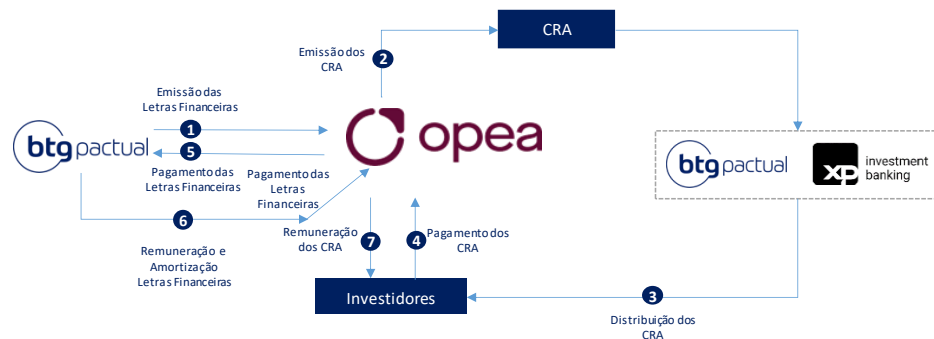 CRA
Emissão dos
CRA
2
Emissão das
Letras Financeiras
1
opea
btg pactual
5
Pagamento das
Letras Financeiras
Pagamento das
Letras
Financeiras
btg pactual
xp investment
banking
6
Remuneração e
Amortização
Letras Financeiras
Remuneração
dos CRA
7
4
Pagamento dos
CRA
Investidores
3
Distribuição dos
CRA